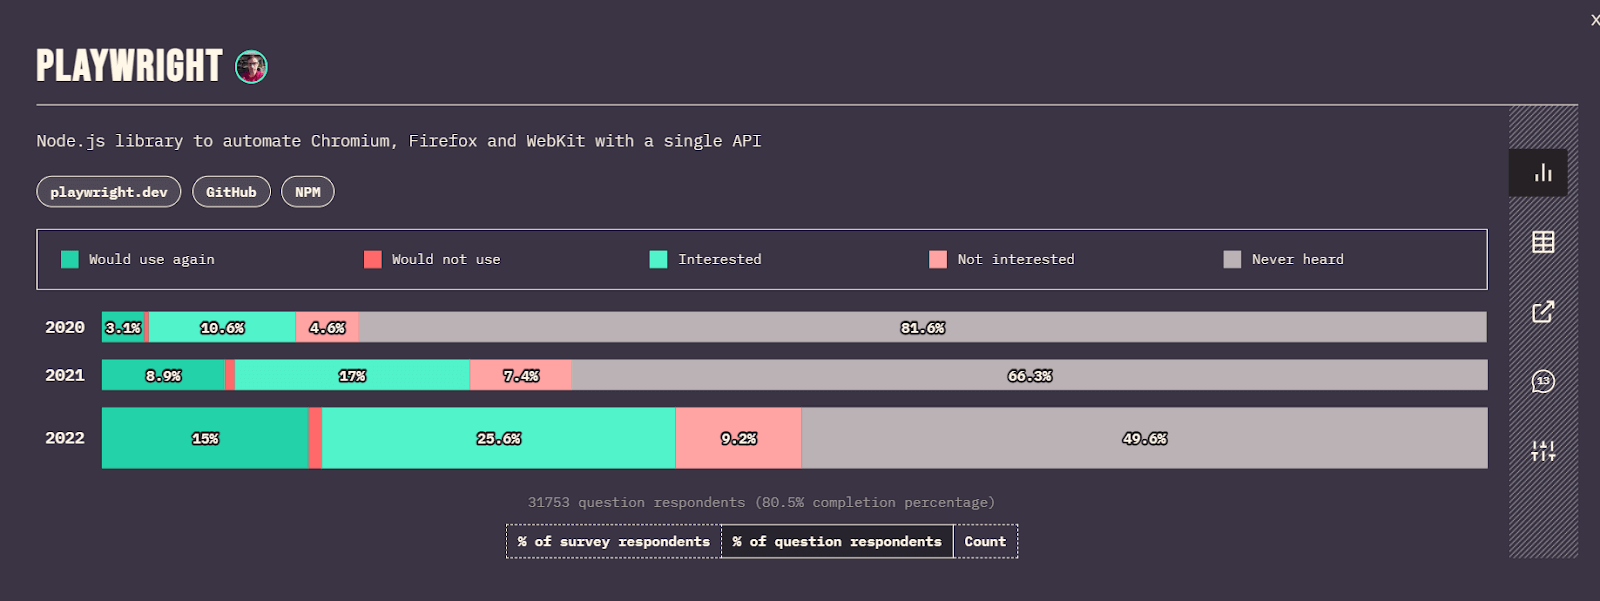 X
PLAYWRIGHT
Node.js library to automate Chromium, Firefox and WebKit with a single API
playwright.dev GitHub NPM
Would use again Would not use Interested Not interested Never heard
2020 3.1% 10.6% 4.6% 81.6%
2021 8.9% 17% 7.4% 66.3%
13
2022 15% 25.6% 9.2% 49.6%
31753 question respondents (80.5% completion percentage)
% of survey respondents % of question respondents Count